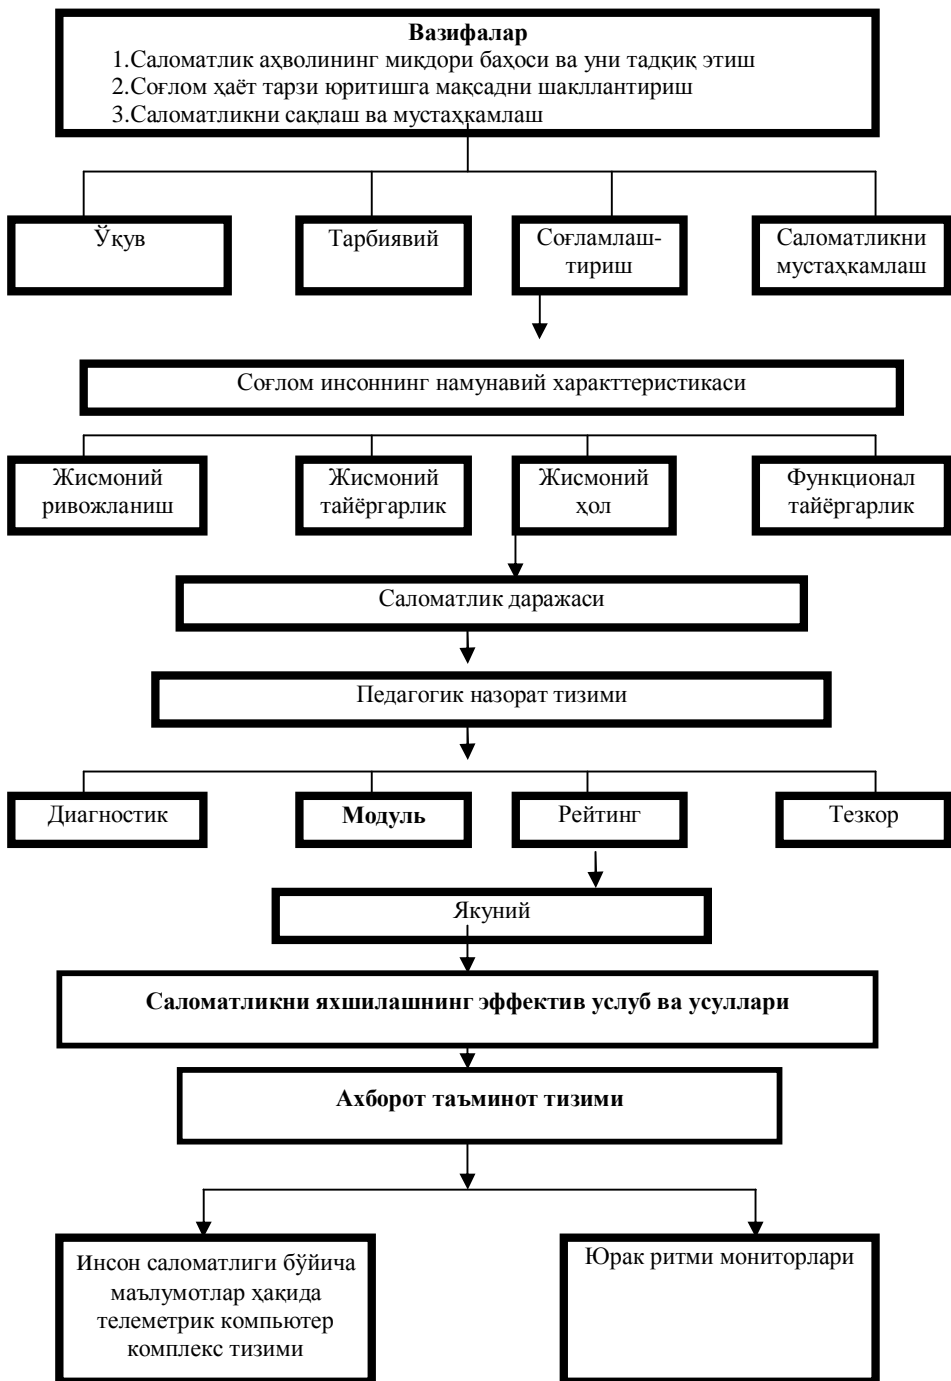 Вазифалар
1.Саломатлик аҳволининг миқдори баҳоси ва уни тадқиқ этиш
2.Соғлом ҳаёт тарзи юритишга мақсадни шакллантириш
3.Саломатликни сақлаш ва мустаҳкамлаш
Ўқув
Тарбиявий
Соғламлаш-
тириш
Саломатликни
мустаҳкамлаш
Соғлом инсоннинг намунавий характтеристикаси
Жисмоний
ривожланиш
Жисмоний
тайёргарлик
Жисмоний
ҳол
Функционал
тайёргарлик
Саломатлик даражаси
Педагогик назорат тизими
Диагностик
Модуль
Рейтинг
Тезкор
Якуний
Саломатликни яхшилашнинг эффектив услуб ва усуллари
Ахборот таъминот тизими
Инсон саломатлиги бўйича
маълумотлар ҳақида
телеметрик компьютер
комплекс тизими
Юрак ритми мониторлари